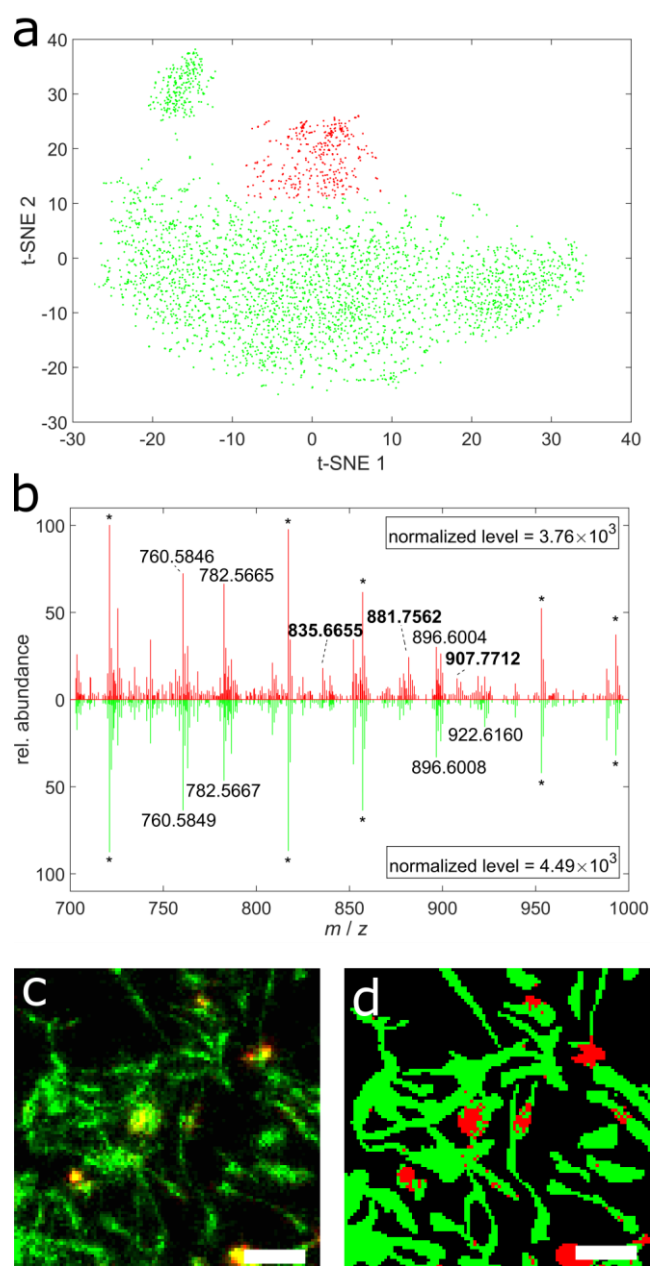 a
40
30
20
10
0
-10
-20
-30
t-SNE 2
-30 -20 -10 0 10 20 30 40
t-SNE 1
b
100
50
0
50
100
rel. abundance
* * * * *
normalized level = 3.76×10³
760.5846
782.5665
835.6655
881.7562
896.6004
907.7712
922.6160
896.6008
782.5667
760.5849
* * * * *
normalized level = 4.49×10³
700 750 800 850 900 950 1000
m / z
c d